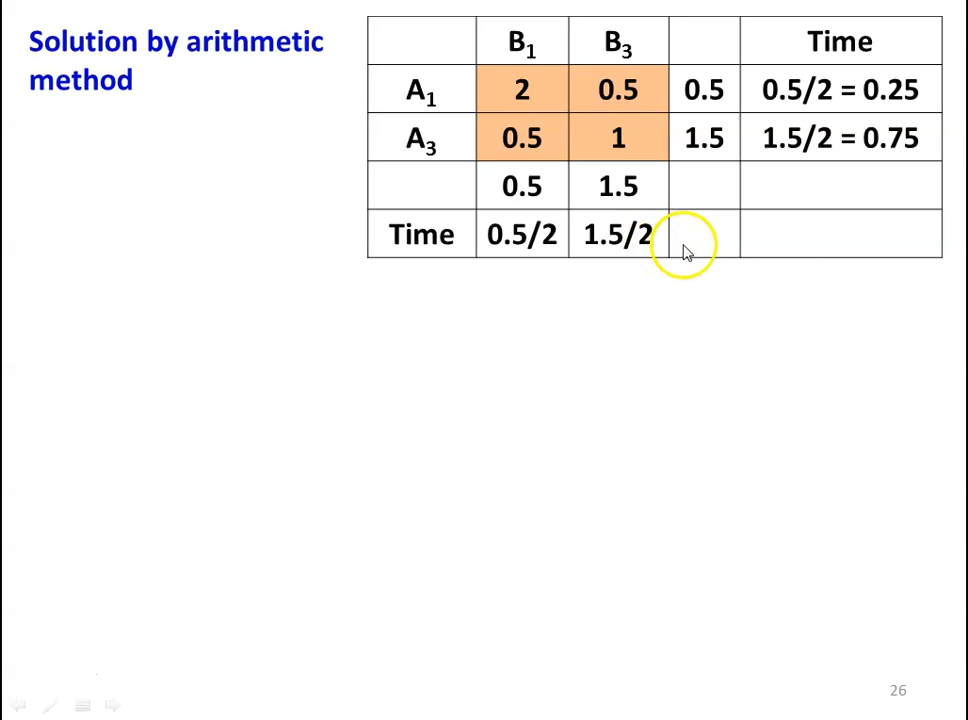 Solution by arithmetic
method
B₁ B₃ Time
A₁ 2 0.5 0.5 0.5/2 = 0.25
A₃ 0.5 1 1.5 1.5/2 = 0.75
0.5 1.5
Time 0.5/2 1.5/2
26